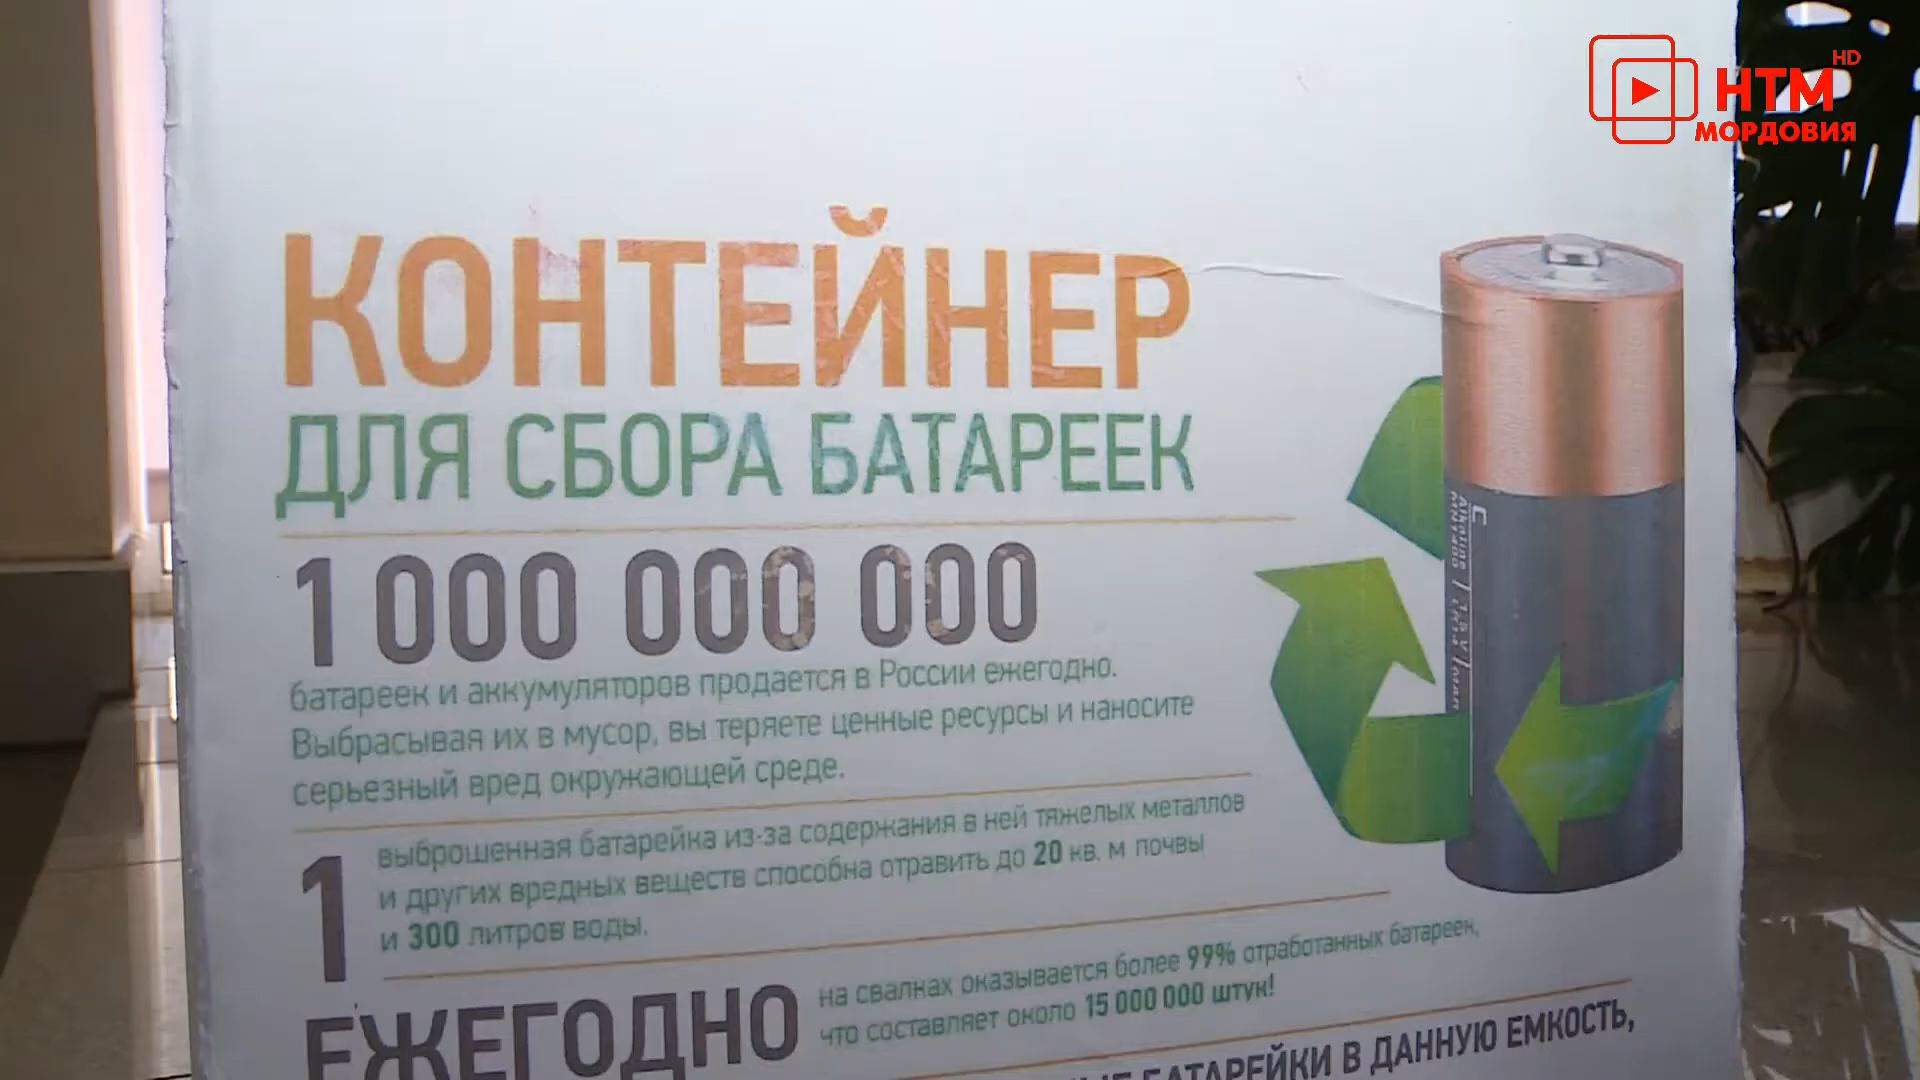 HD
НТМ
МОРДОВИЯ
КОНТЕЙНЕР
ДЛЯ СБОРА БАТАРЕЕК
1 000 000 000
батареек и аккумуляторов продается в России ежегодно.
Выбрасывая их в мусор, вы теряете ценные ресурсы и наносите
серьезный вред окружающей среде.
1 выброшенная батарейка из-за содержания в ней тяжелых металлов
и других вредных веществ способна отравить до 20 кв. м почвы
и 300 литров воды.
ЕЖЕГОДНО на свалках оказывается более 99% отработанных батареек,
что составляет около 15 000 000 штук!
БАТАРЕЙКИ В ДАННУЮ ЕМКОСТЬ,
C
Alkaline